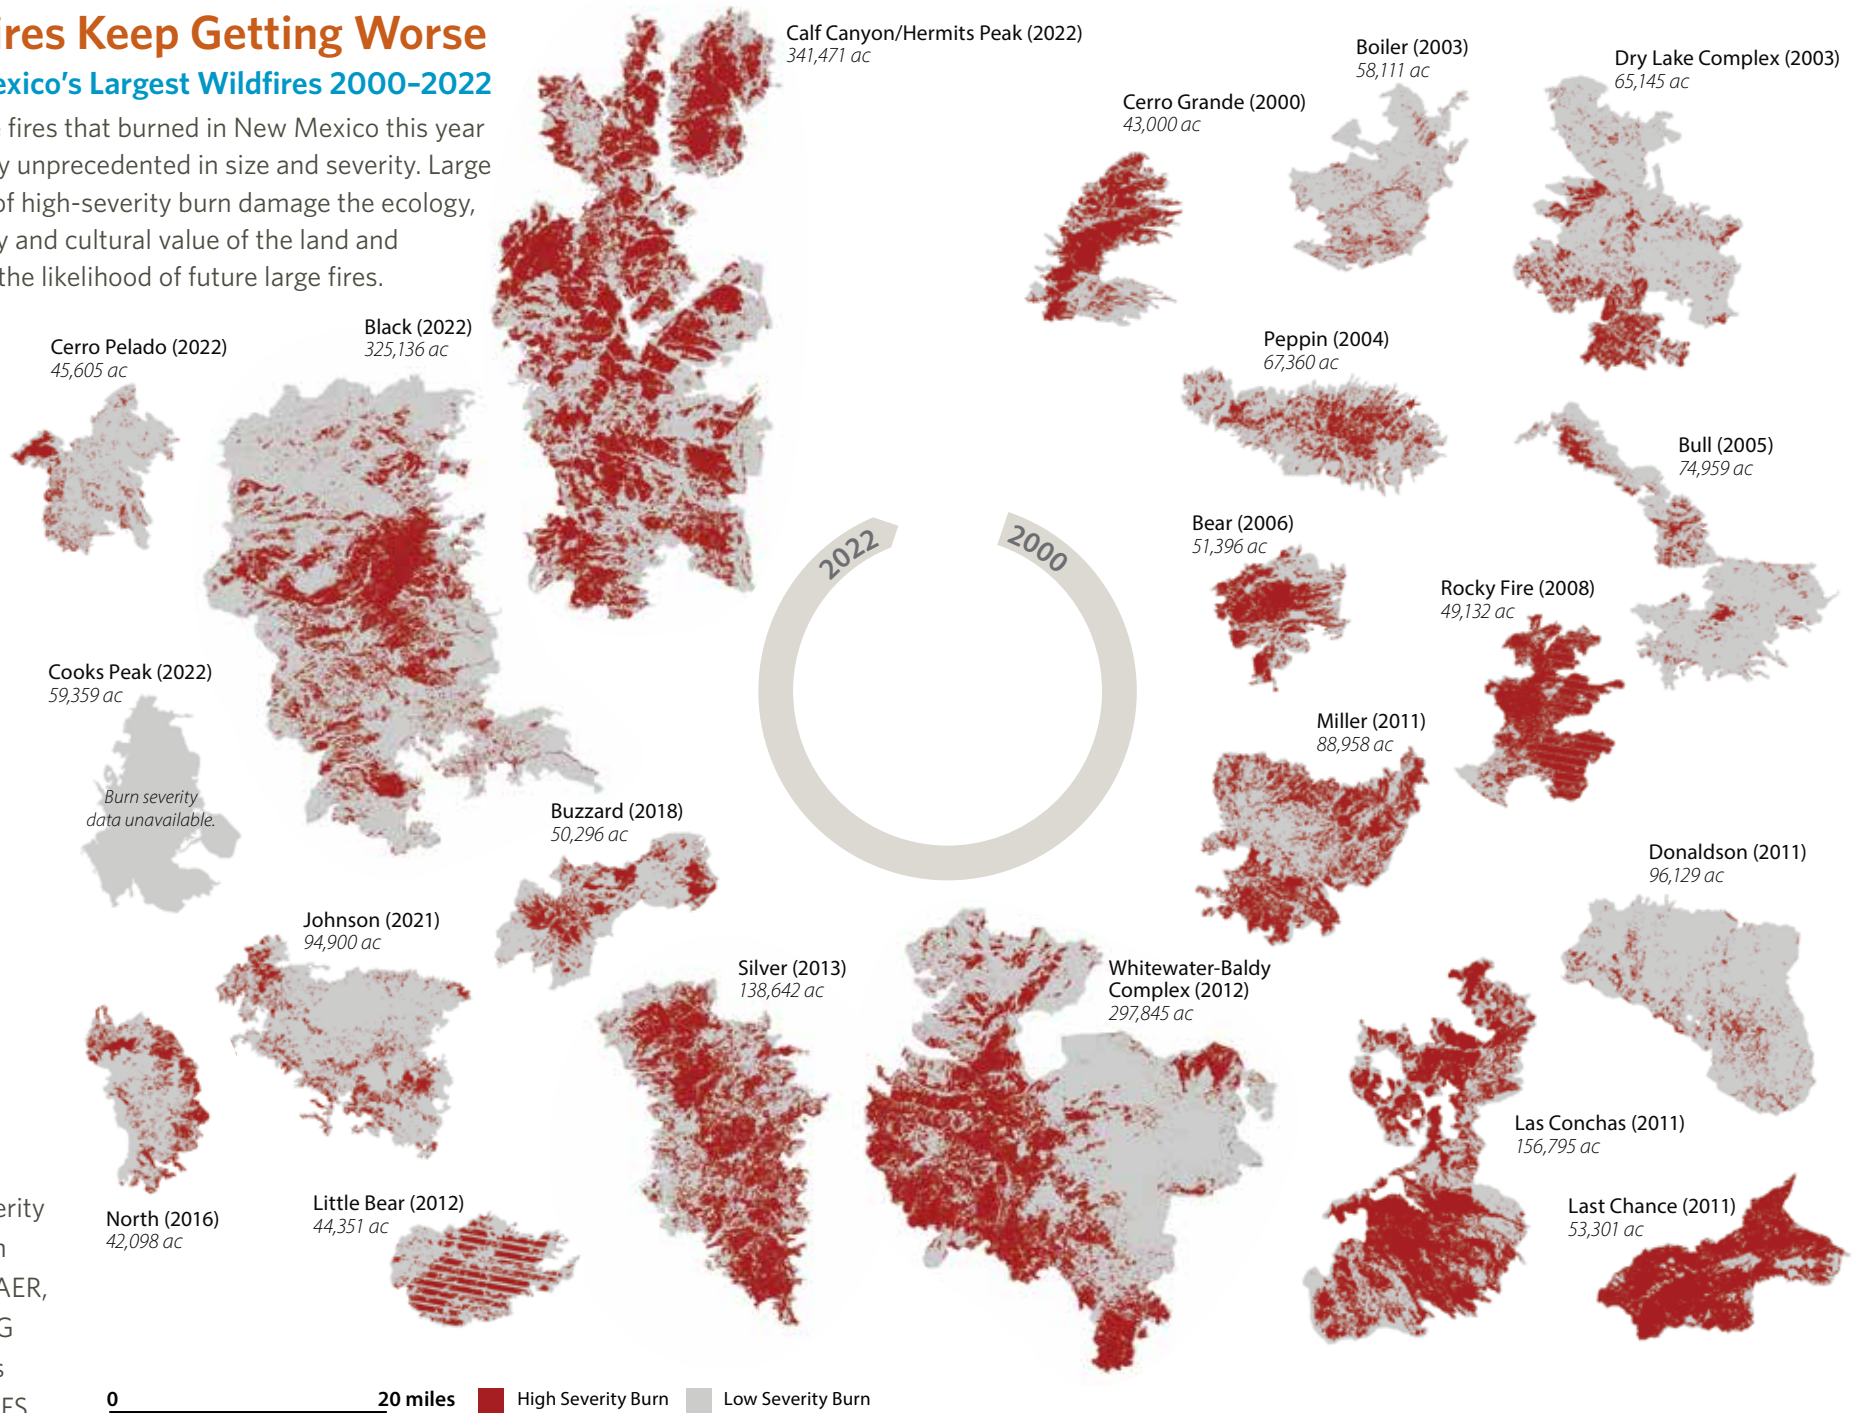 ires Keep Getting Worse
exico's Largest Wildfires 2000–2022
fires that burned in New Mexico this year
y unprecedented in size and severity. Large
of high-severity burn damage the ecology,
y and cultural value of the land and
the likelihood of future large fires.
Calf Canyon/Hermits Peak (2022)
341,471 ac
Cerro Grande (2000)
43,000 ac
Boiler (2003)
58,111 ac
Dry Lake Complex (2003)
65,145 ac
Peppin (2004)
67,360 ac
Bull (2005)
74,959 ac
Bear (2006)
51,396 ac
Rocky Fire (2008)
49,132 ac
Miller (2011)
88,958 ac
Donaldson (2011)
96,129 ac
Las Conchas (2011)
156,795 ac
Last Chance (2011)
53,301 ac
Whitewater-Baldy
Complex (2012)
297,845 ac
Little Bear (2012)
44,351 ac
Silver (2013)
138,642 ac
North (2016)
42,098 ac
Buzzard (2018)
50,296 ac
Johnson (2021)
94,900 ac
Cooks Peak (2022)
59,359 ac
Burn severity
data unavailable.
Cerro Pelado (2022)
45,605 ac
Black (2022)
325,136 ac
2022
2000
erity
AER,
G
s
ES
0 20 miles
High Severity Burn
Low Severity Burn